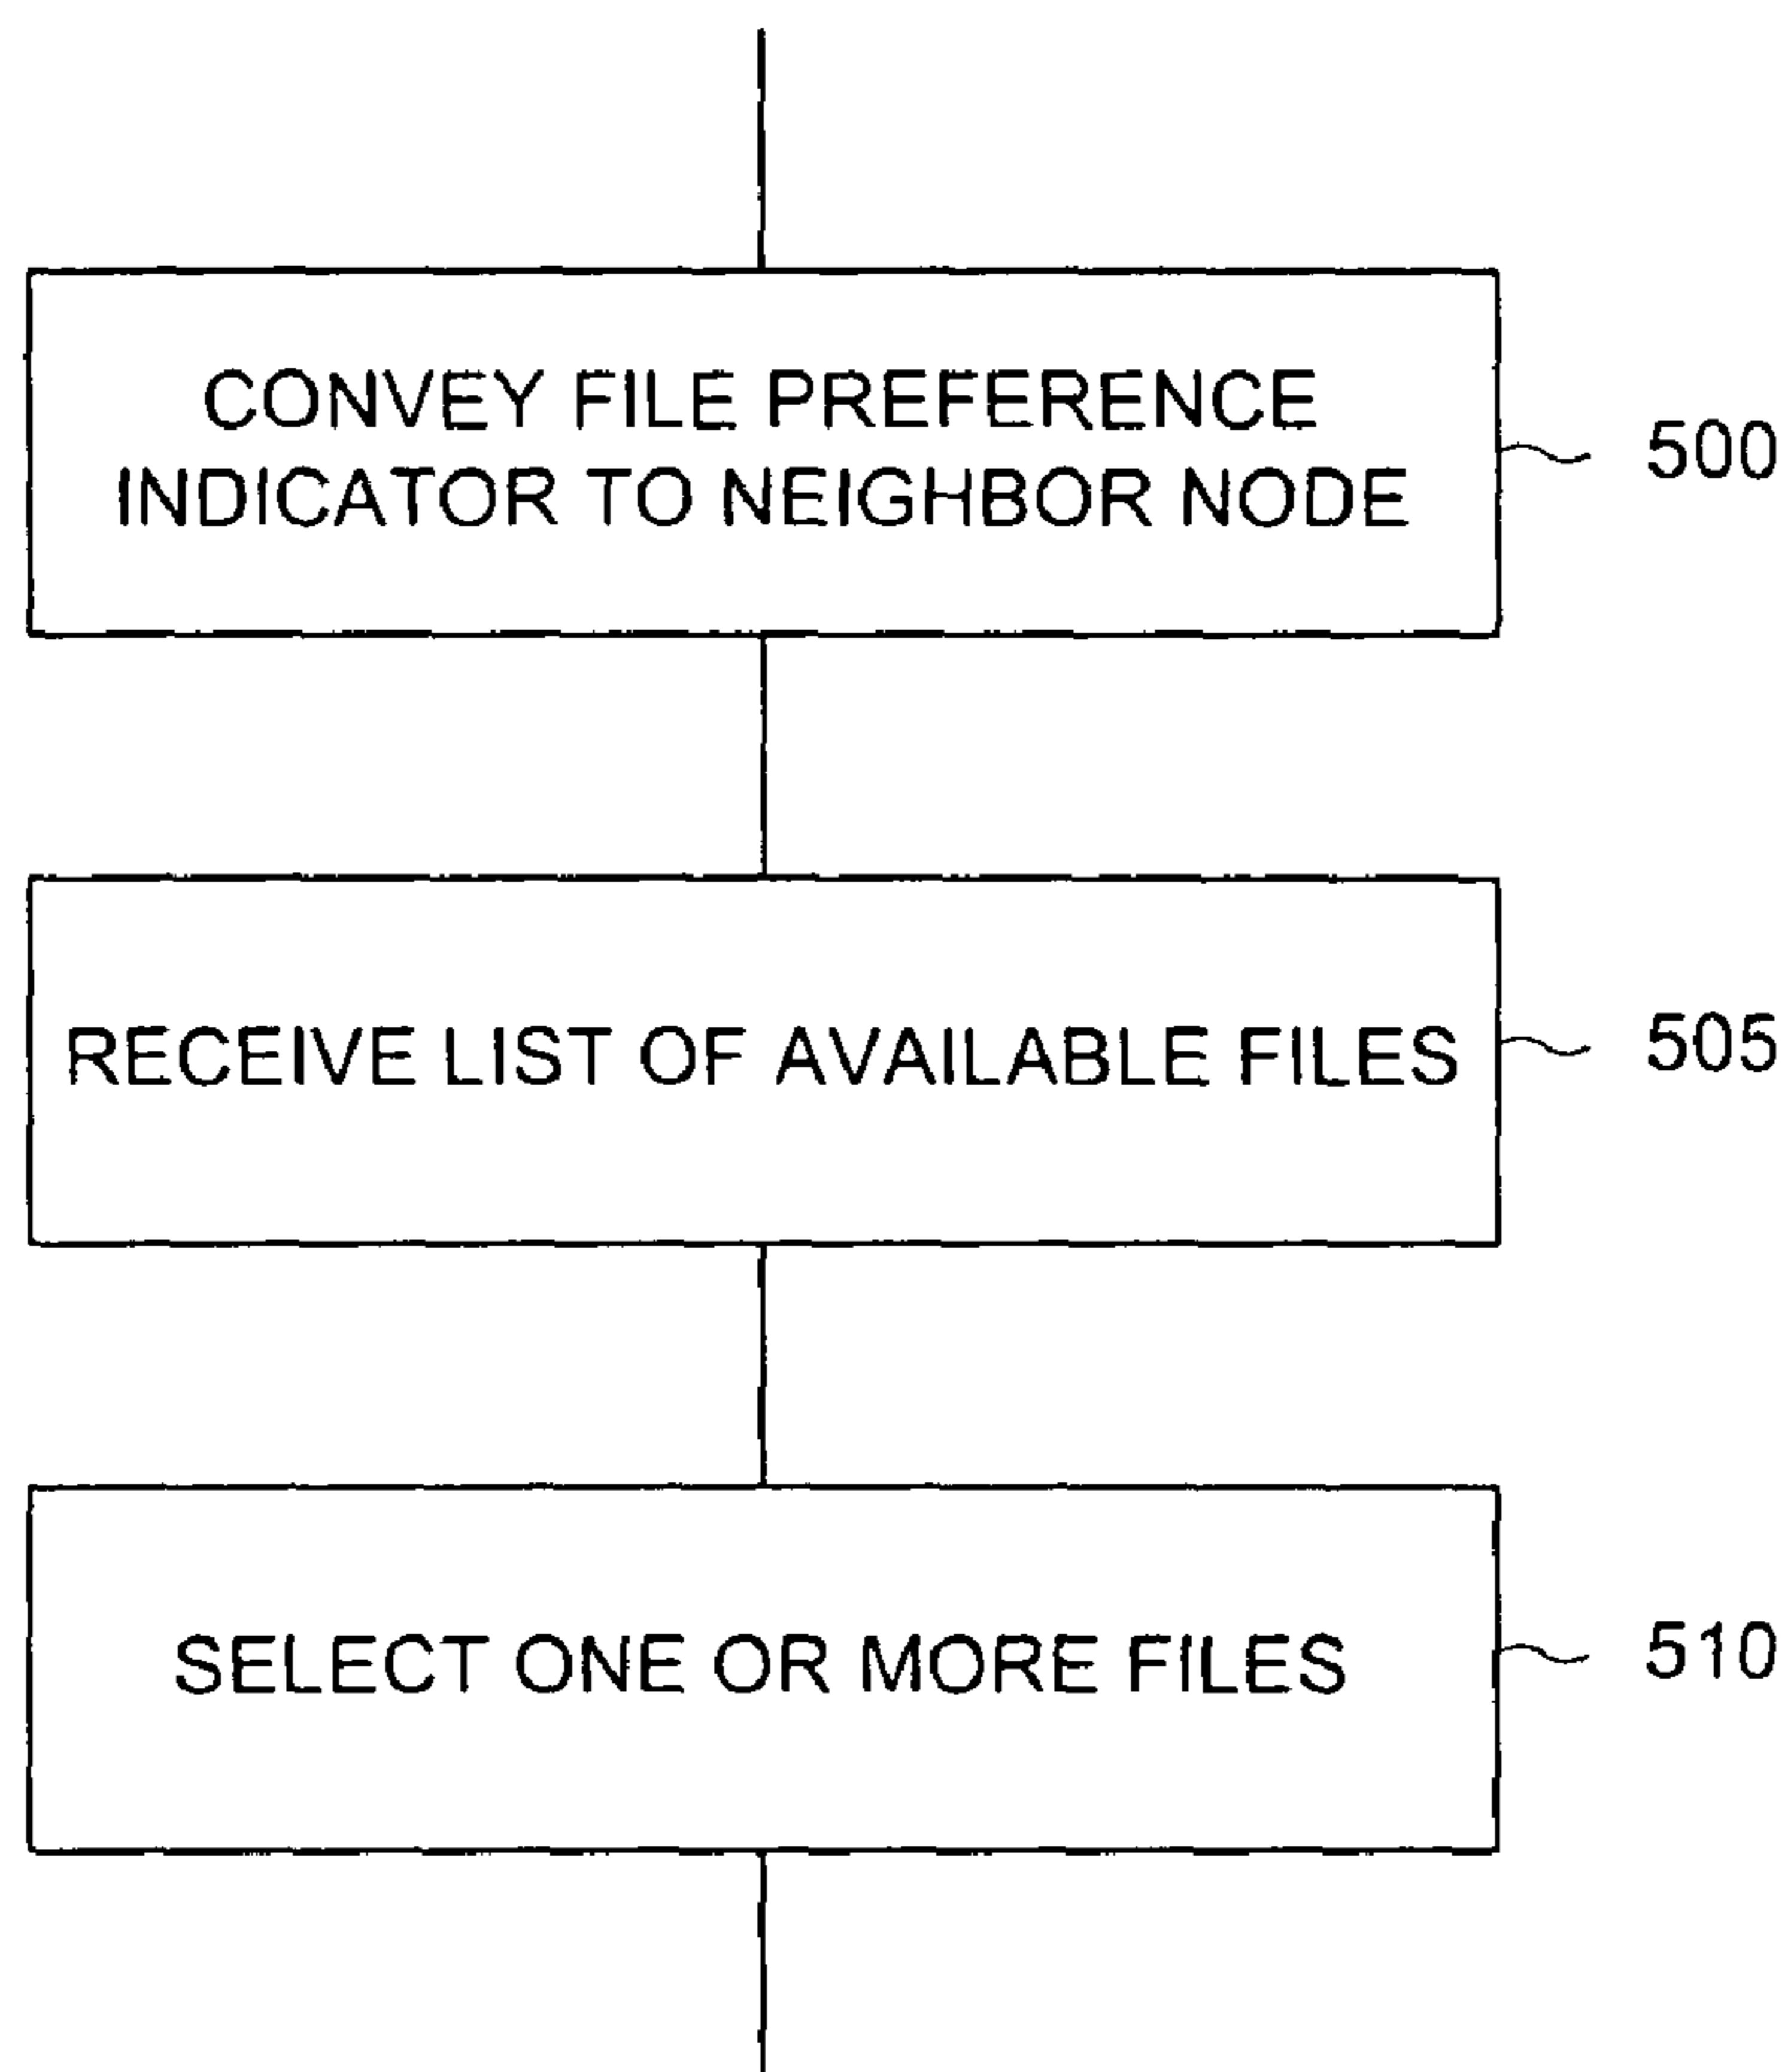 CONVEY FILE PREFERENCE
INDICATOR TO NEIGHBOR NODE
500
RECEIVE LIST OF AVAILABLE FILES
505
SELECT ONE OR MORE FILES
510